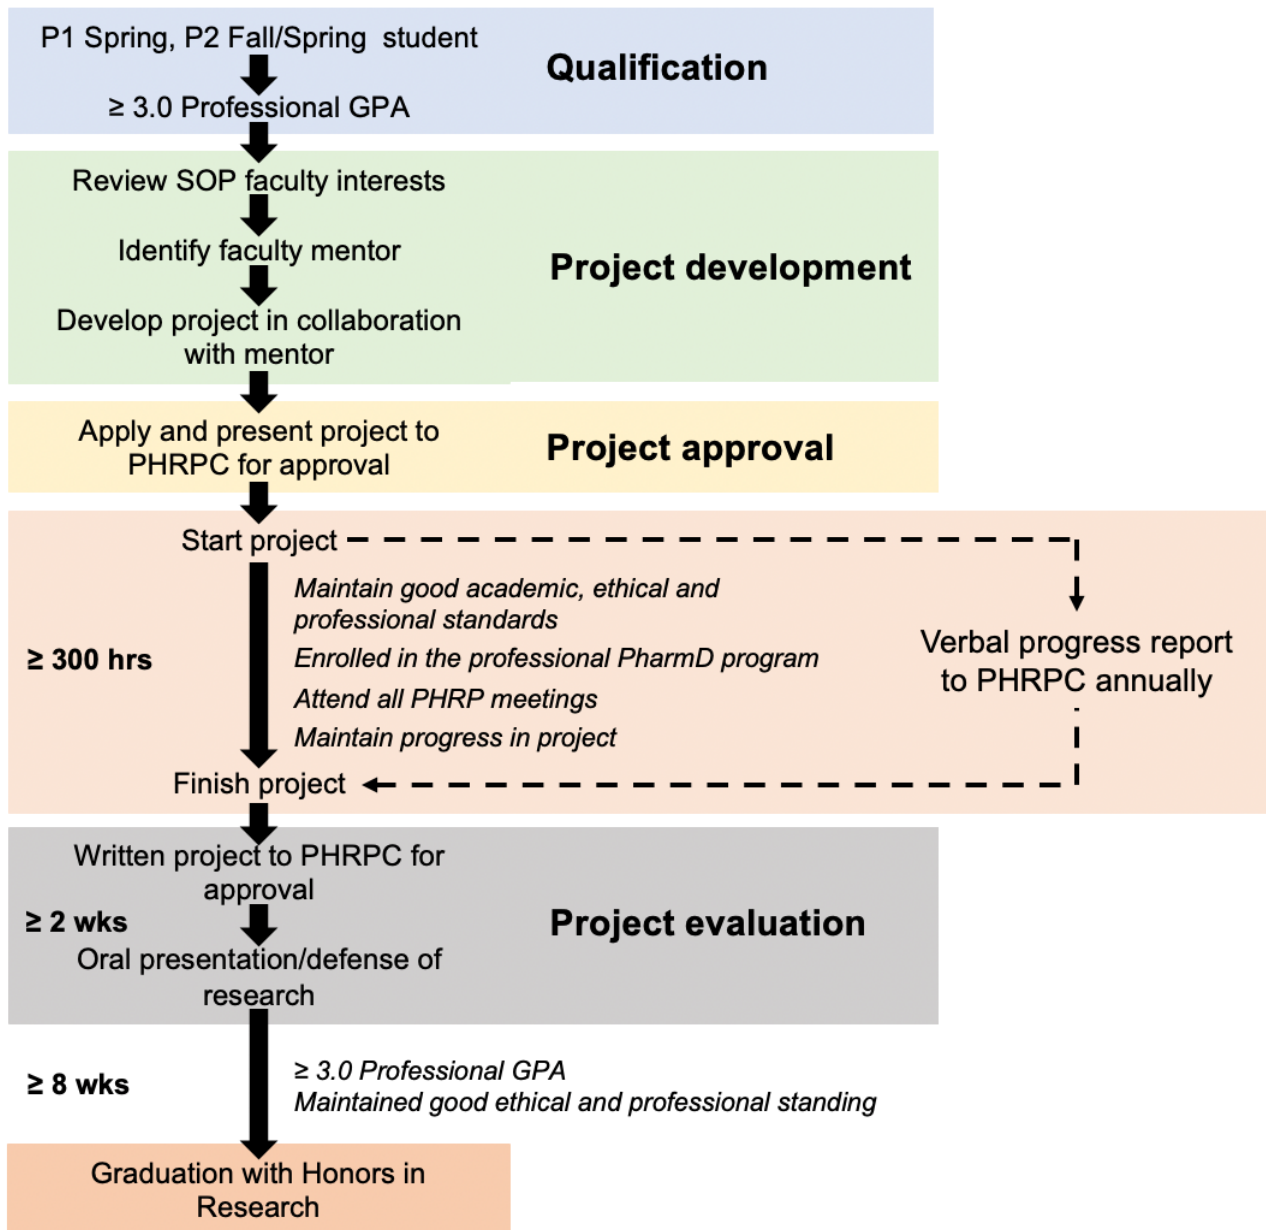 P1 Spring, P2 Fall/Spring  student
Qualification
≥ 3.0 Professional GPA
Review SOP faculty interests
Identify faculty mentor
Project development
Develop project in collaboration
with mentor
Apply and present project to
PHRPC for approval
Project approval
Start project
Maintain good academic, ethical and
professional standards
≥ 300 hrs
Enrolled in the professional PharmD program
Attend all PHRP meetings
Maintain progress in project
Verbal progress report
to PHRPC annually
Finish project
Written project to PHRPC for
approval
≥ 2 wks
Project evaluation
Oral presentation/defense of
research
≥ 8 wks
≥ 3.0 Professional GPA
Maintained good ethical and professional standing
Graduation with Honors in
Research